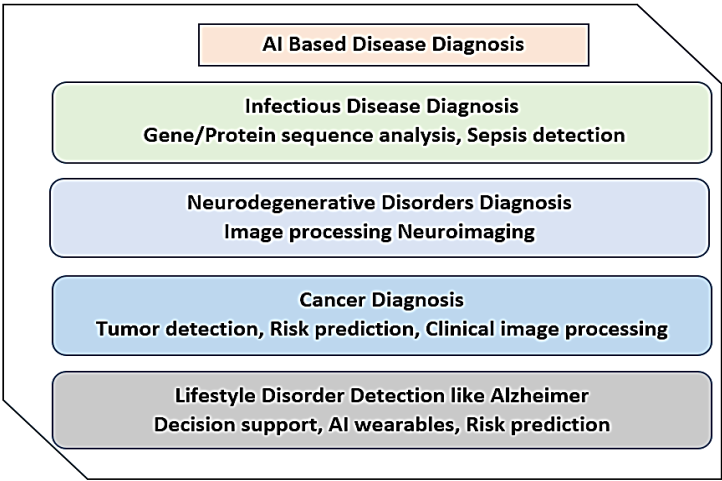 AI Based Disease Diagnosis
Infectious Disease Diagnosis
Gene/Protein sequence analysis, Sepsis detection
Neurodegenerative Disorders Diagnosis
Image processing Neuroimaging
Cancer Diagnosis
Tumor detection, Risk prediction, Clinical image processing
Lifestyle Disorder Detection like Alzheimer
Decision support, AI wearables, Risk prediction